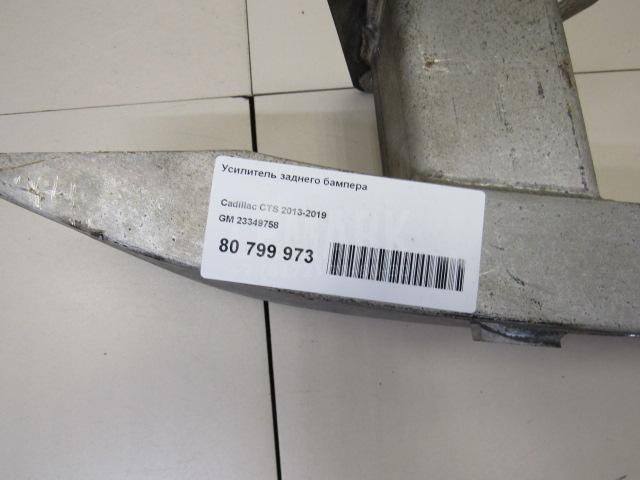 Усилитель заднего бампера
Cadillac CTS 2013-2019
GM 23349758
80 799 973